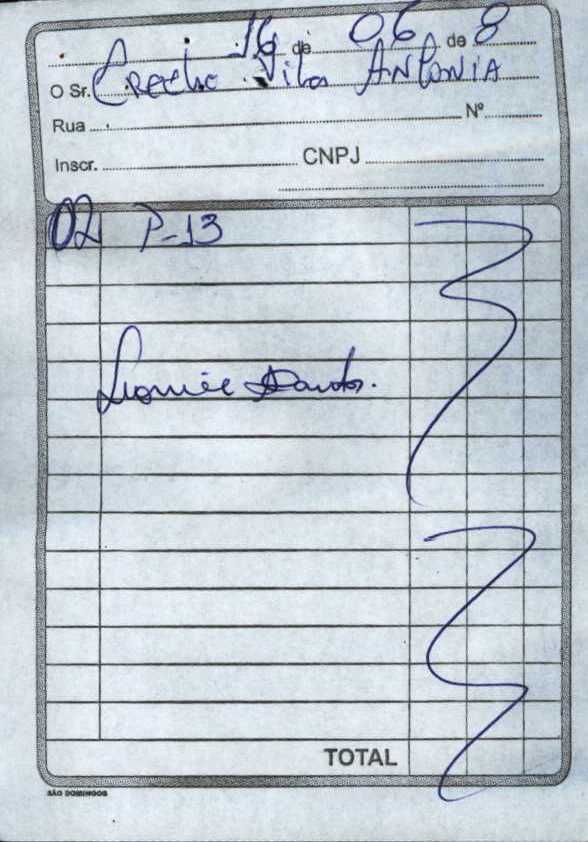 16 de 06 de 8
O Sr. Creche Vila ANTONIA
Rua Nº
Inscr. CNPJ
02 P-13
TOTAL
SÃO DOMINGOS